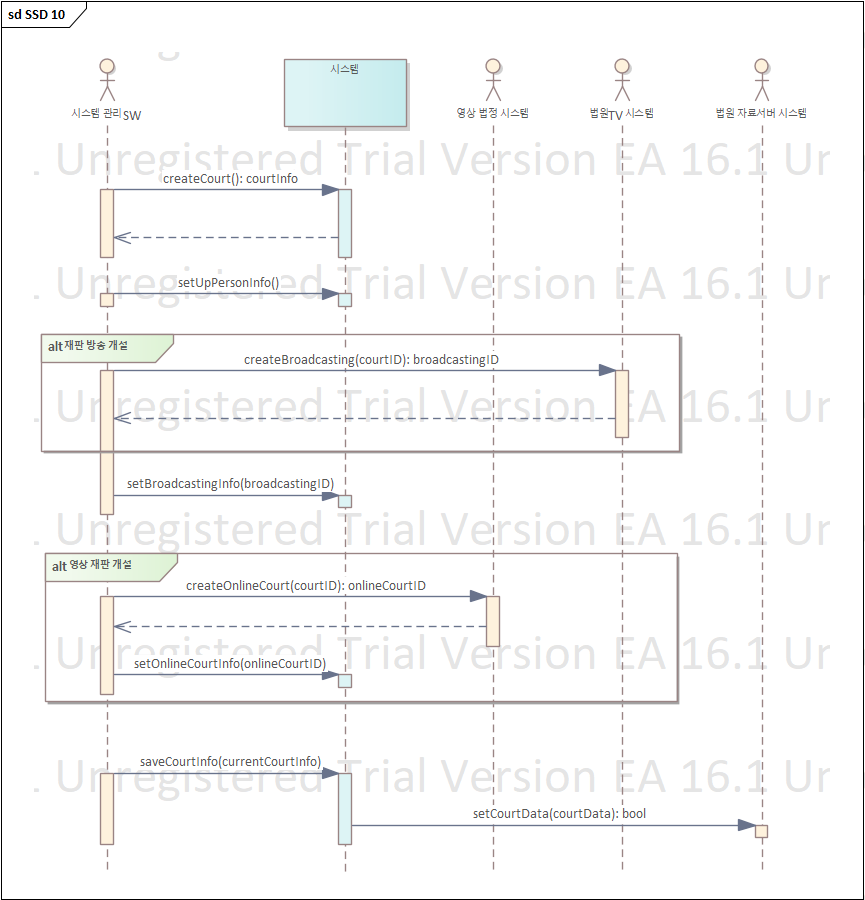 sd SSD 10
시스템
시스템 관리SW
영상 법정 시스템
법원TV 시스템
법원 자료서버 시스템
. Unregistered Trial Version EA 16.1 Ur
createCourt(): courtInfo
setUpPersonInfo()
. Unregistered Trial Version EA 16.1 Ur
alt 재판 방송 개설
createBroadcasting(courtID): broadcastingID
. Unregistered Trial Version EA 16.1 Ur
setBroadcastingInfo(broadcastingID)
. Unregistered Trial Version EA 16.1 Ur
alt 영상 재판 개설
createOnlineCourt(courtID): onlineCourtID
. Unregistered Trial Version EA 16.1 Ur
setOnlineCourtInfo(onlineCourtID)
saveCourtInfo(currentCourtInfo)
. Unregistered Trial Version EA 16.1 Ur
setCourtData(courtData): bool